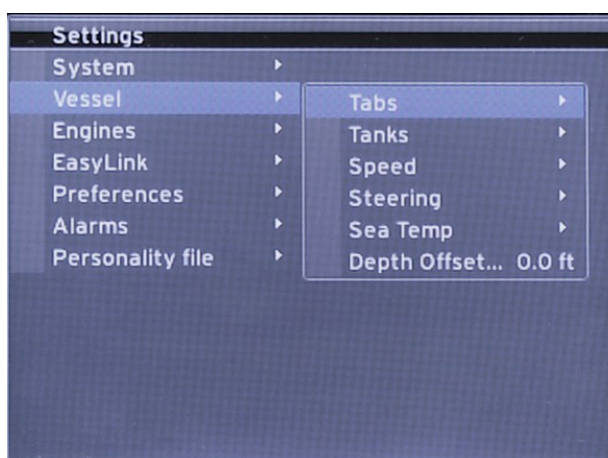 Settings
System
Vessel
Engines
EasyLink
Preferences
Alarms
Personality file
Tabs
Tanks
Speed
Steering
Sea Temp
Depth Offset... 0.0 ft